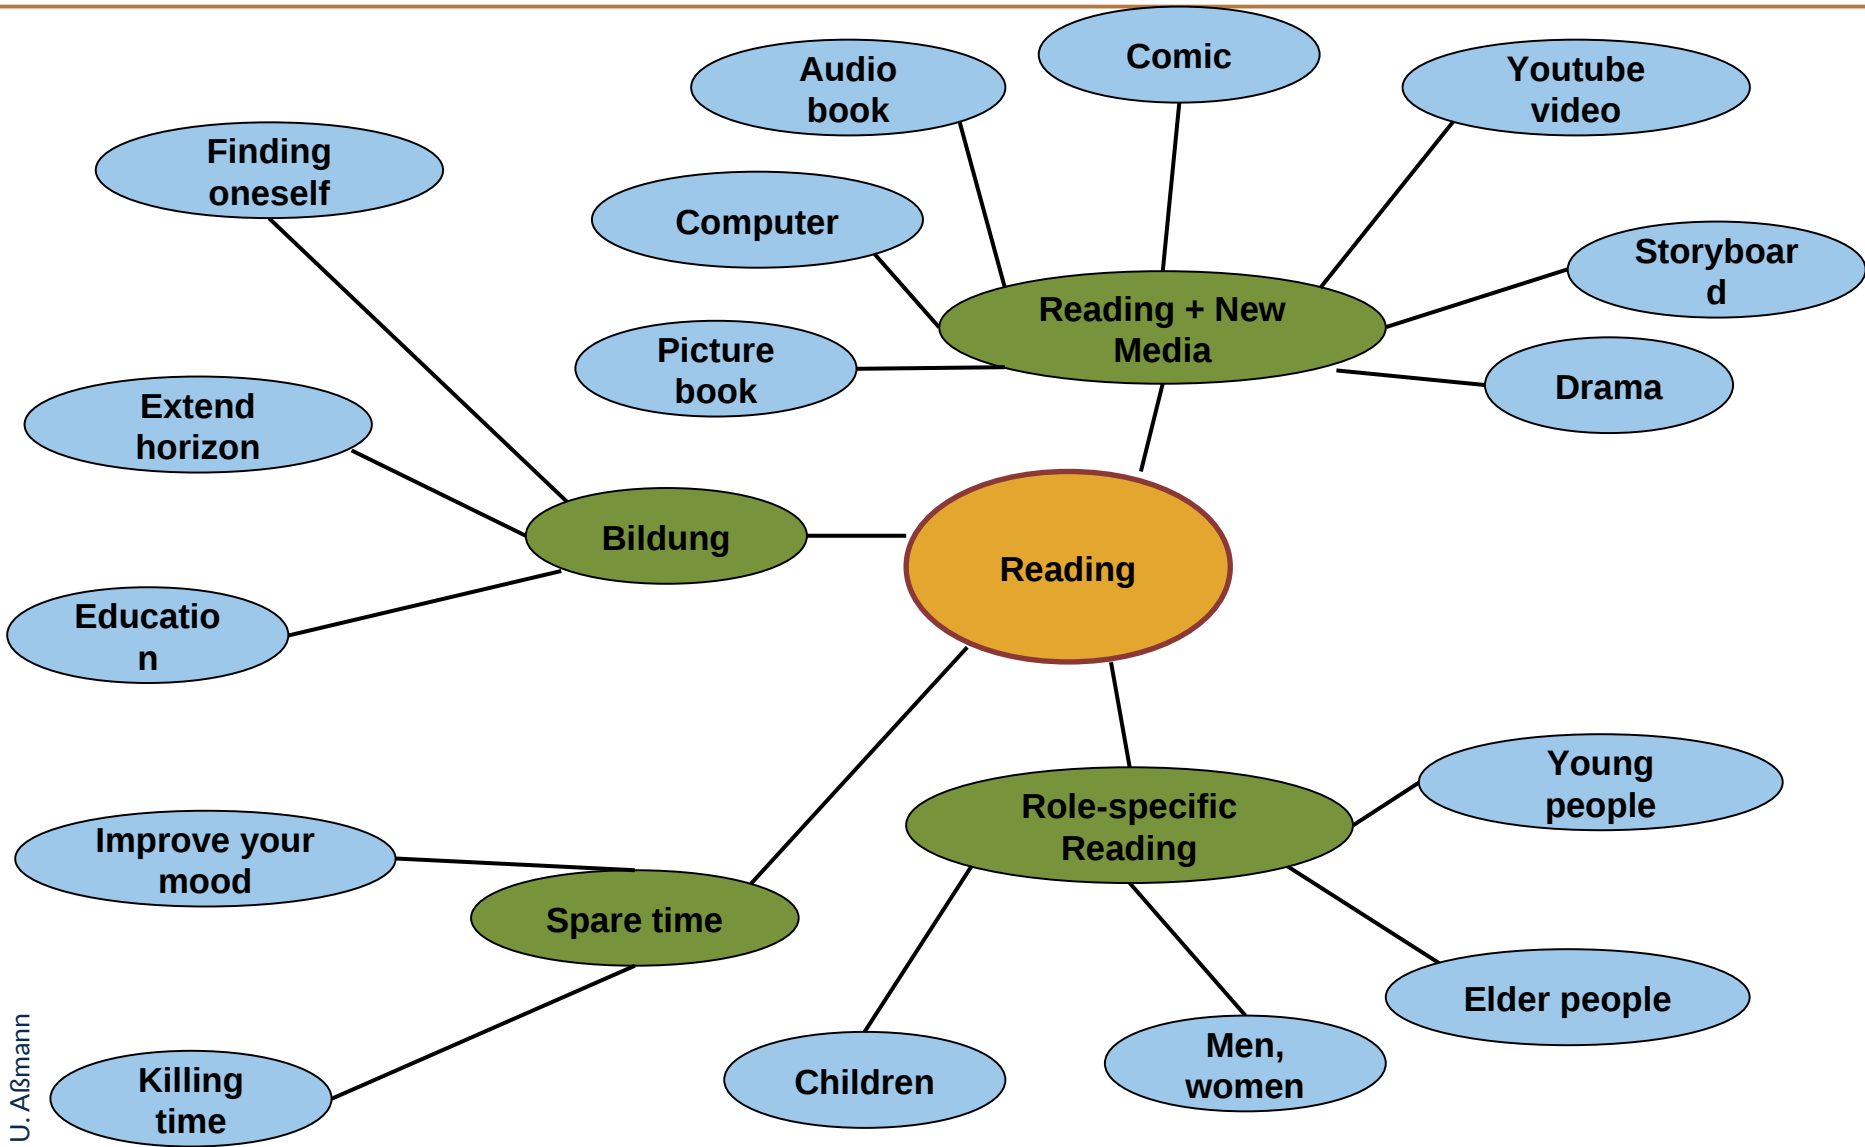 Comic
Audio
book
Youtube
video
Finding
oneself
Computer
Storyboar
d
Reading + New
Media
Picture
book
Drama
Extend
horizon
Bildung
Reading
Educatio
n
Young
people
Role-specific
Reading
Improve your
mood
Spare time
Elder people
Men,
women
Children
Killing
time
U. Aßmann